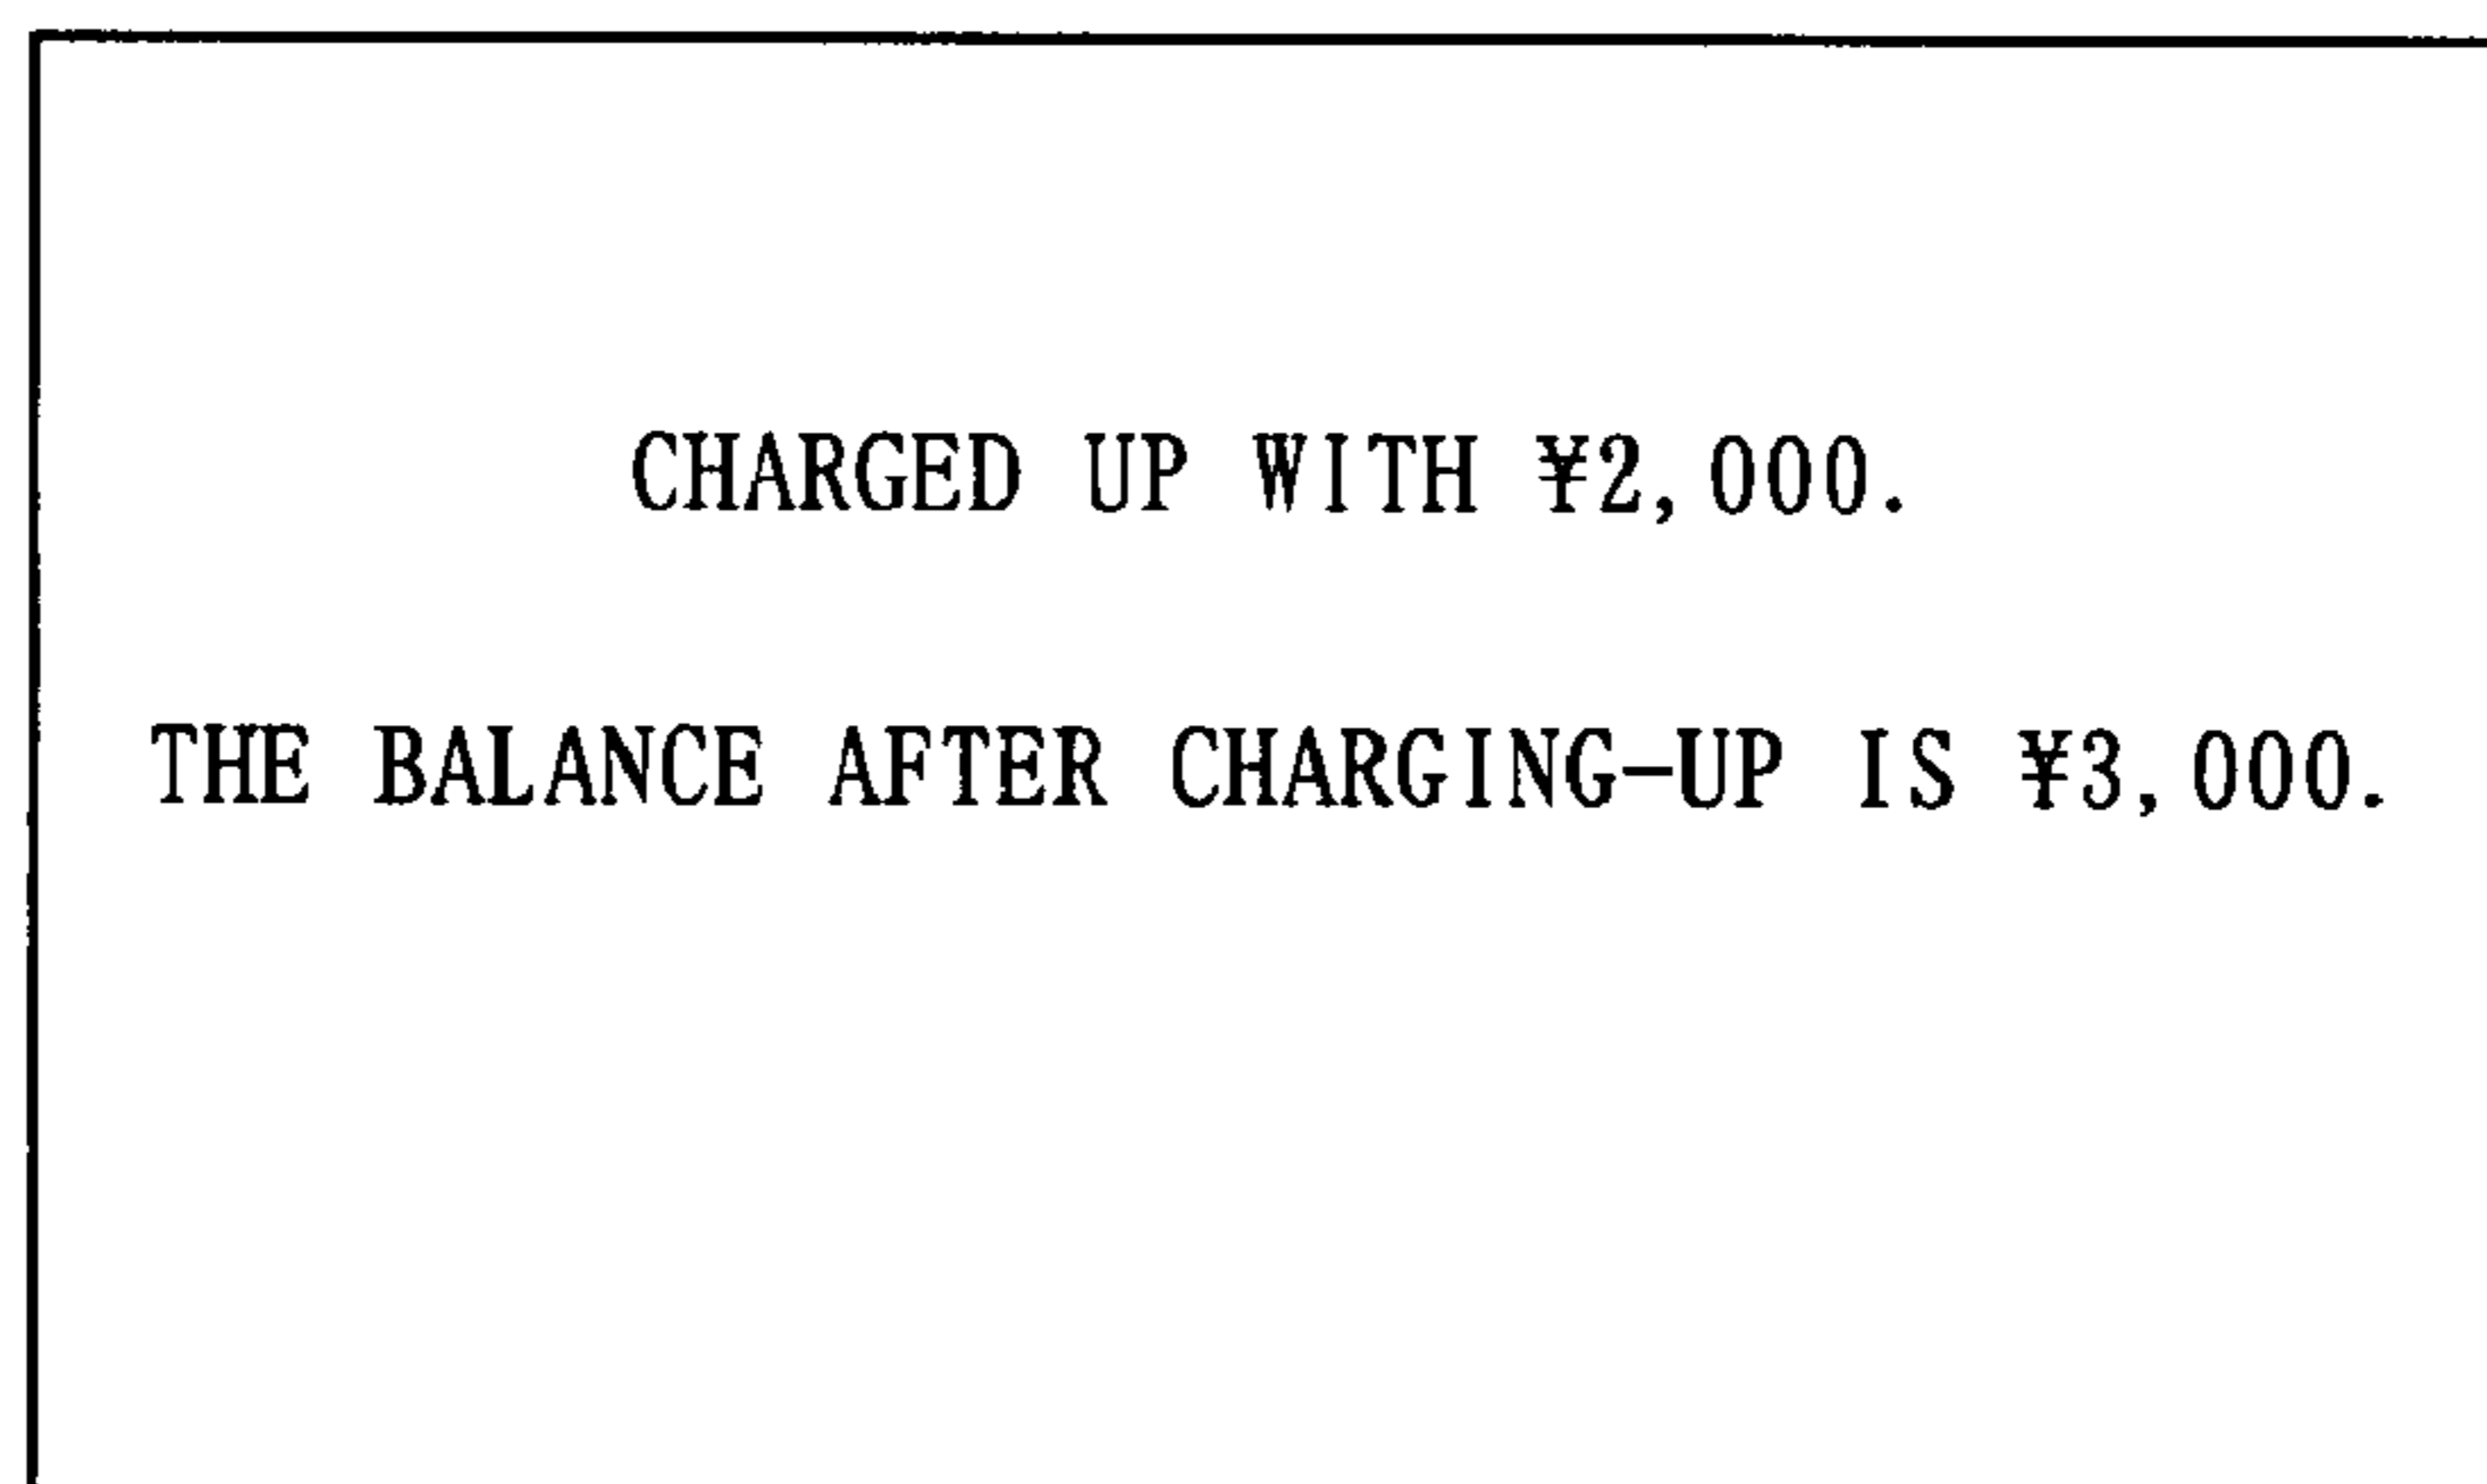 CHARGED UP WITH ¥2,000.
THE BALANCE AFTER CHARGING-UP IS ¥3,000.